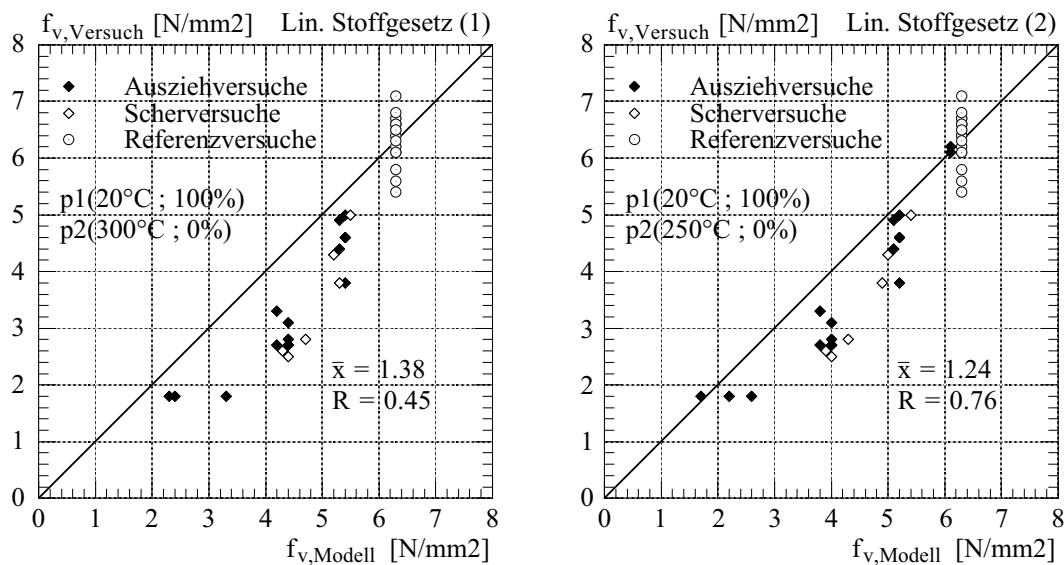 f_v,Versuch [N/mm2] Lin. Stoffgesetz (1)
8
7
6
5
4
3
2
1
0
Ausziehversuche
Scherversuche
Referenzversuche
p1(20°C ; 100%)
p2(300°C ; 0%)
x̅ = 1.38
R = 0.45
0 1 2 3 4 5 6 7 8
f_v,Modell [N/mm2]
f_v,Versuch [N/mm2] Lin. Stoffgesetz (2)
8
7
6
5
4
3
2
1
0
Ausziehversuche
Scherversuche
Referenzversuche
p1(20°C ; 100%)
p2(250°C ; 0%)
x̅ = 1.24
R = 0.76
0 1 2 3 4 5 6 7 8
f_v,Modell [N/mm2]